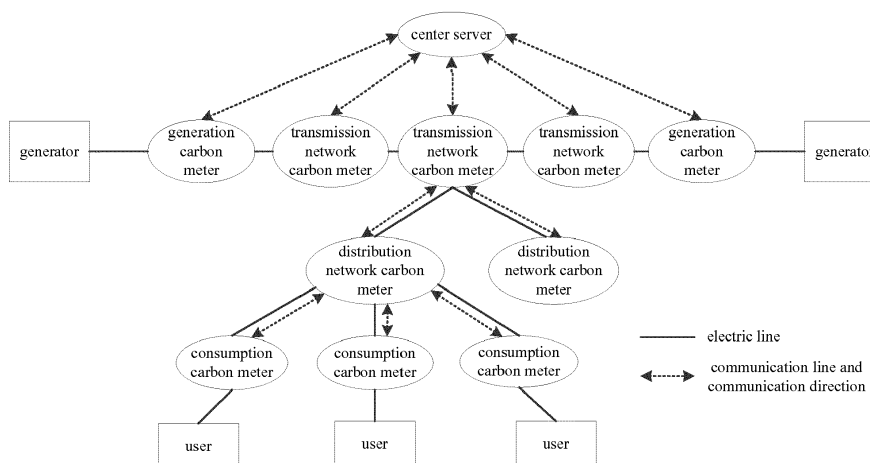 center server
generator
generation
carbon
meter
transmission
network
carbon meter
transmission
network
carbon meter
transmission
network
carbon meter
generation
carbon
meter
generator
distribution
network carbon
meter
distribution
network carbon
meter
consumption
carbon meter
consumption
carbon meter
consumption
carbon meter
electric line
communication line and
communication direction
user
user
user